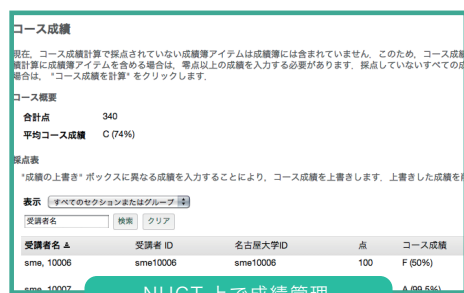 コース成績
現在，コース成績計算で採点されていない成績簿アイテムは成績簿には含まれていません．このため，コース成績
績計算に成績簿アイテムを含める場合は，零点以上の成績を入力する必要があります．採点していないすべての成
場合は，"コース成績を計算" をクリックします．
コース概要
合計点 340
平均コース成績 C (74%)
採点表
"成績の上書き" ボックスに異なる成績を入力することにより，コース成績を上書きします．上書きした成績を
表示 すべてのセクションまたはグループ
受講者名 検索 クリア
受講者名 受講者 ID 名古屋大学ID 点 コース成績
sme, 10006 sme10006 sme10006 100 F (50%)
sme, 10007 A (99.5%)
NUCT 上で成績管理